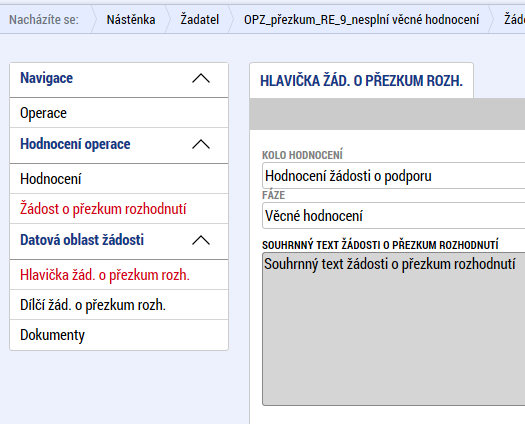 Nacházíte se: Nástěnka Žadatel OPZ_přezkum_RE_9_nesplní věcné hodnocení
Navigace
Operace
Hodnocení operace
Hodnocení
Žádost o přezkum rozhodnutí
Datová oblast žádosti
Hlavička žád. o přezkum rozh.
Dílčí žád. o přezkum rozh.
Dokumenty
HLAVIČKA ŽÁD. O PŘEZKUM ROZH.
KOLO HODNOCENÍ
Hodnocení žádosti o podporu
FÁZE
Věcné hodnocení
SOUHRNNÝ TEXT ŽÁDOSTI O PŘEZKUM ROZHODNUTÍ
Souhrnný text žádosti o přezkum rozhodnutí